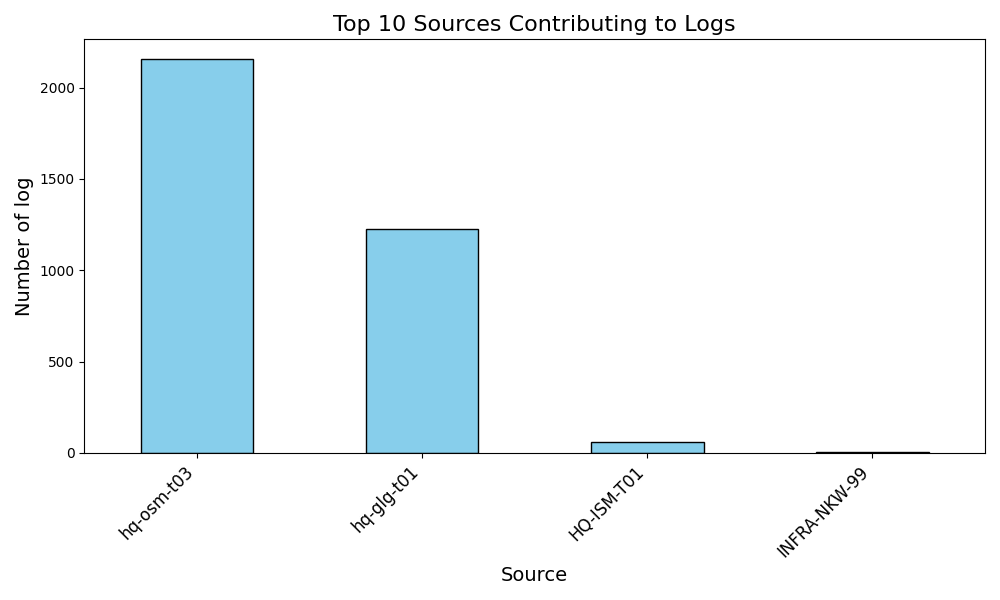 Top 10 Sources Contributing to Logs
Number of log
2000
1500
1000
500
0
hq-osm-t03
hq-glg-t01
HQ-ISM-T01
INFRA-NKW-99
Source